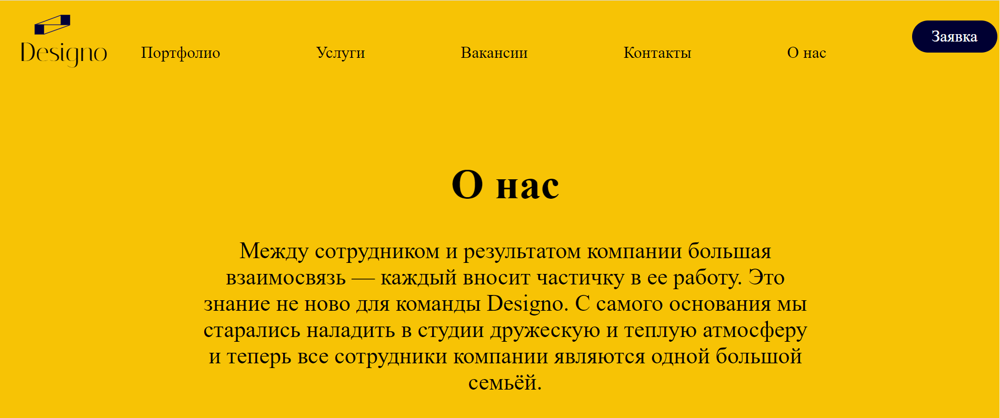 Designo
Портфолио
Услуги
Вакансии
Контакты
О нас
Заявка
О нас
Между сотрудником и результатом компании большая
взаимосвязь — каждый вносит частичку в ее работу. Это
знание не ново для команды Designo. С самого основания мы
старались наладить в студии дружескую и теплую атмосферу
и теперь все сотрудники компании являются одной большой
семьёй.